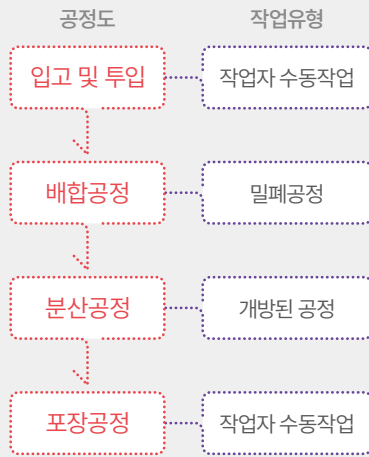 공정도 작업유형
입고 및 투입 작업자 수동작업
배합공정 밀폐공정
분산공정 개방된 공정
포장공정 작업자 수동작업